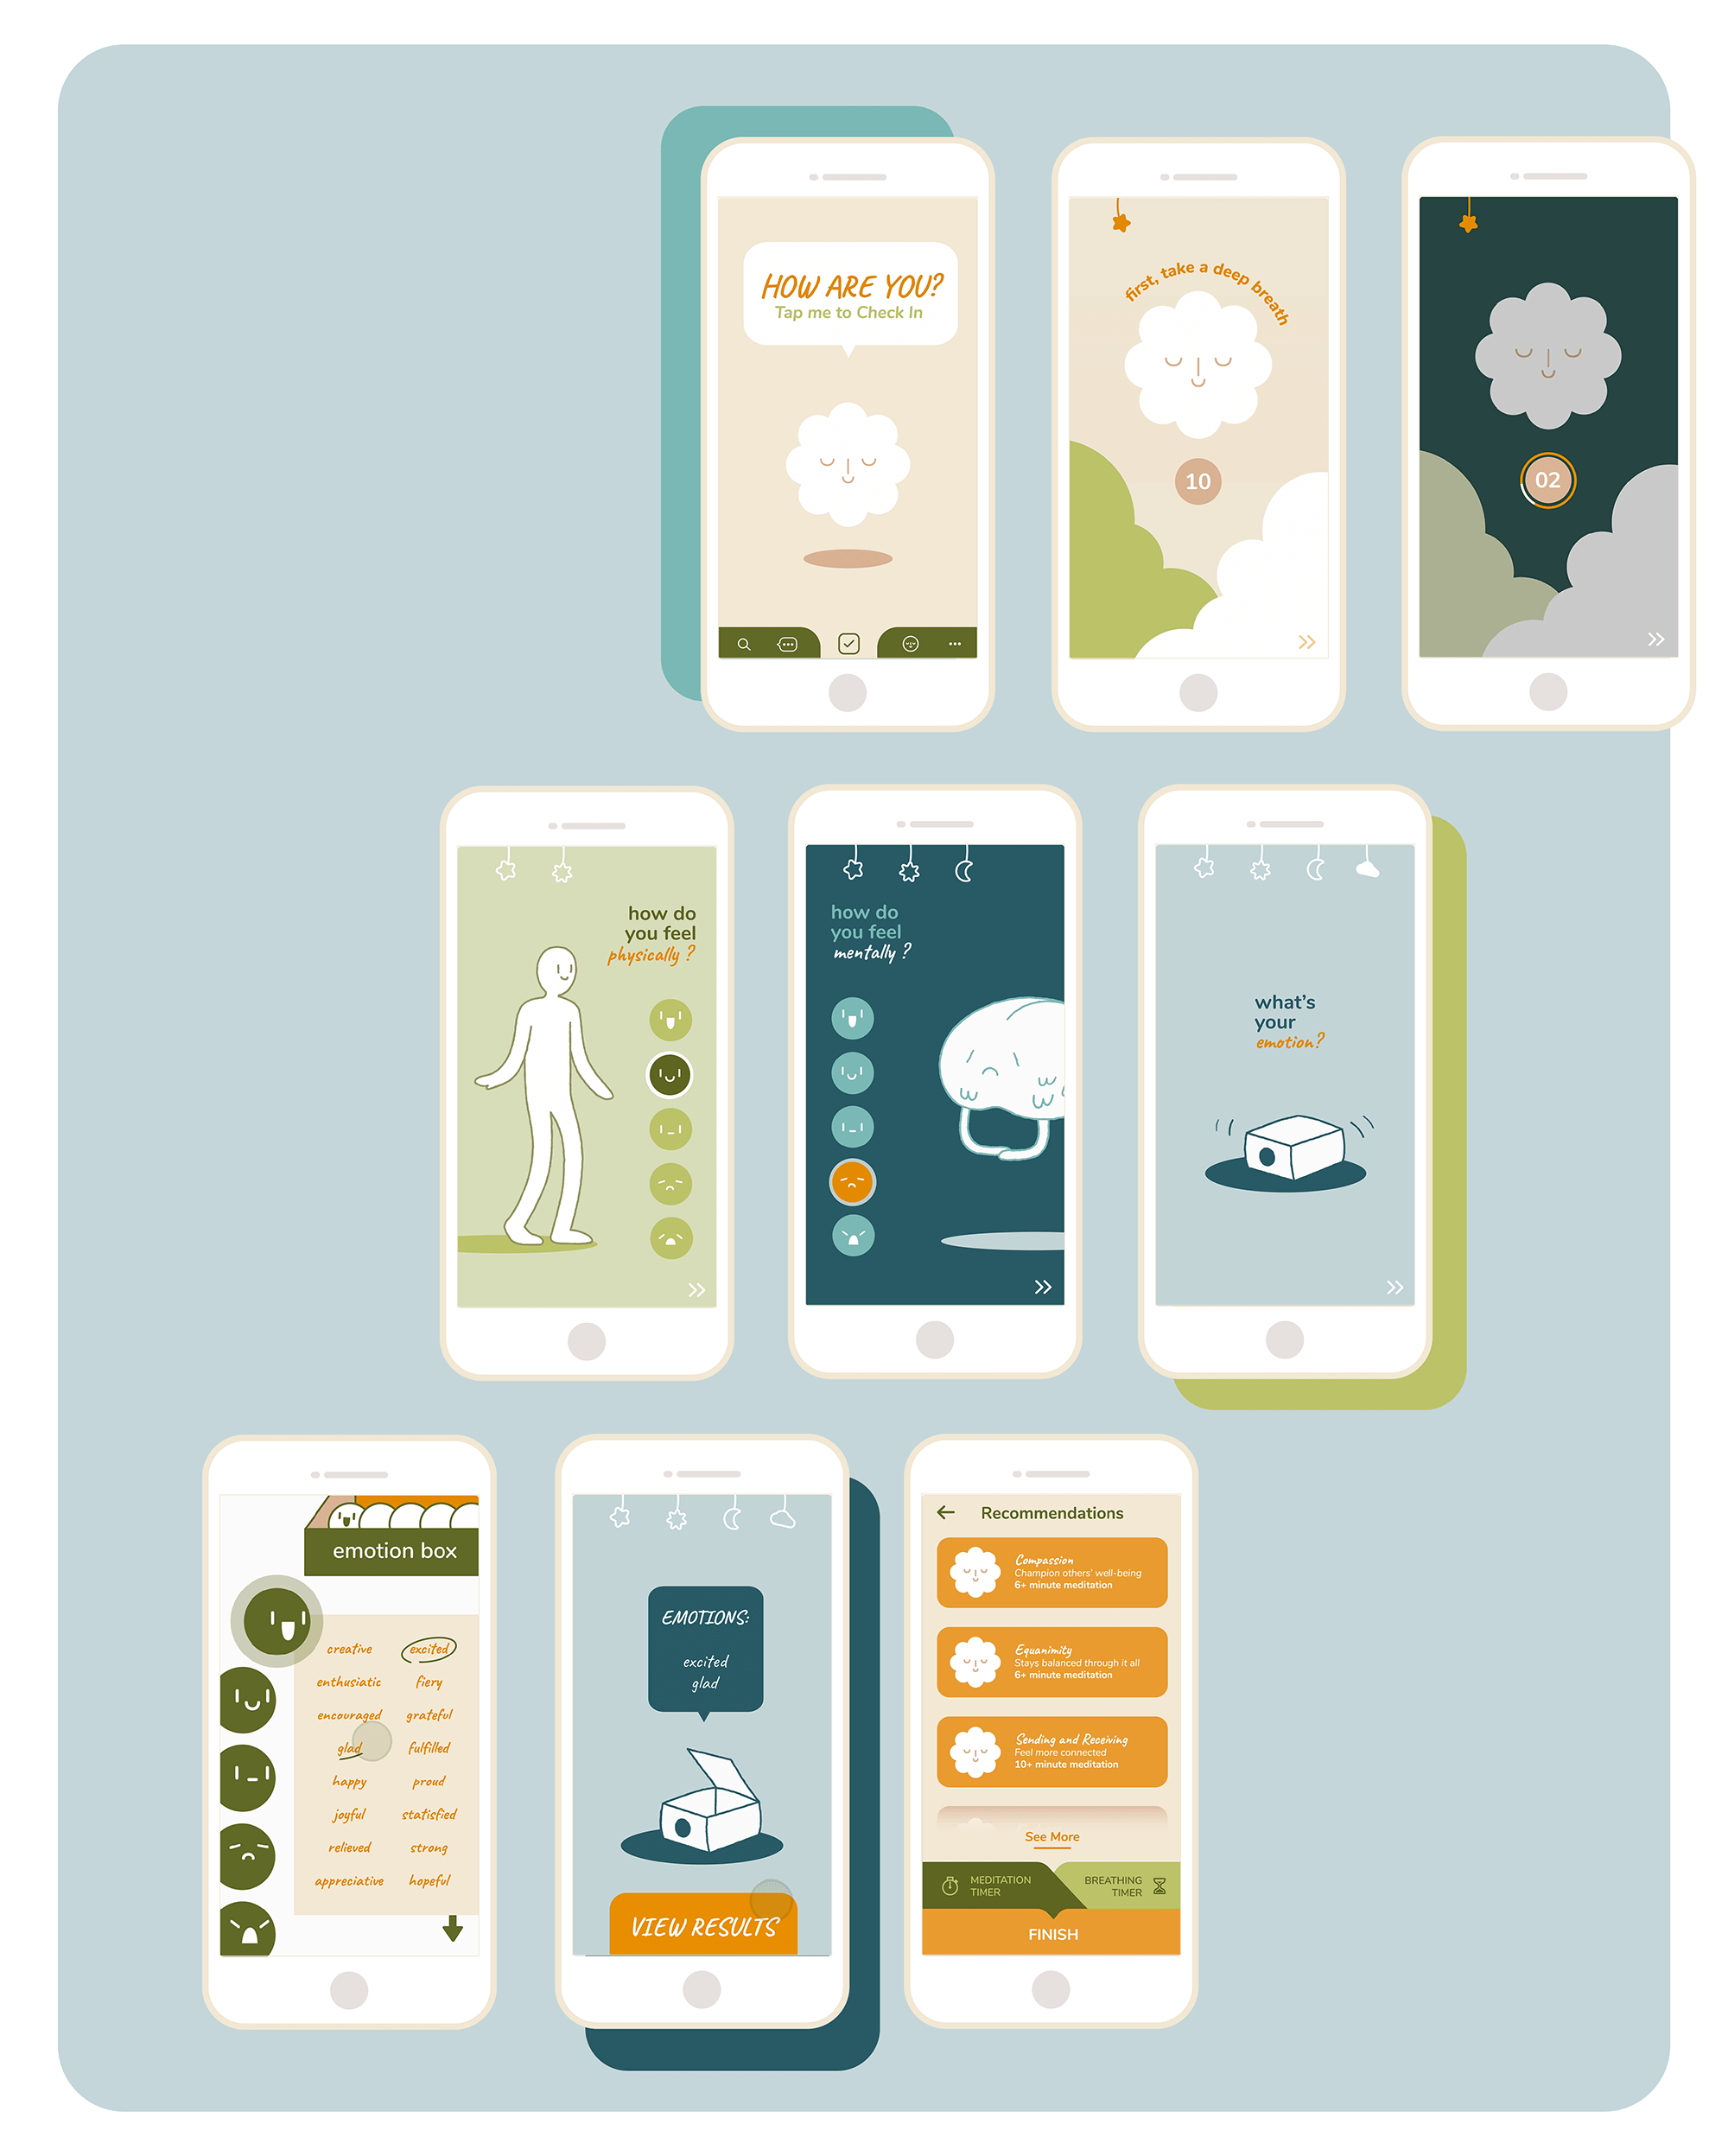 HOW ARE YOU?
Tap me to Check In
first, take a deep breath
10
02
how do
you feel
physically ?
how do
you feel
mentally ?
what's
your
emotion?
emotion box
creative excited
enthusiatic fiery
encouraged grateful
glad fulfilled
happy proud
joyful statisfied
relieved strong
appreciative hopeful
EMOTIONS:
excited
glad
VIEW RESULTS
Recommendations
Compassion
Champion others' well-being
6+ minute meditation
Equanimity
Stays balanced through it all
6+ minute meditation
Sending and Receiving
Feel more connected
10+ minute meditation
See More
MEDITATION
TIMER
BREATHING
TIMER
FINISH